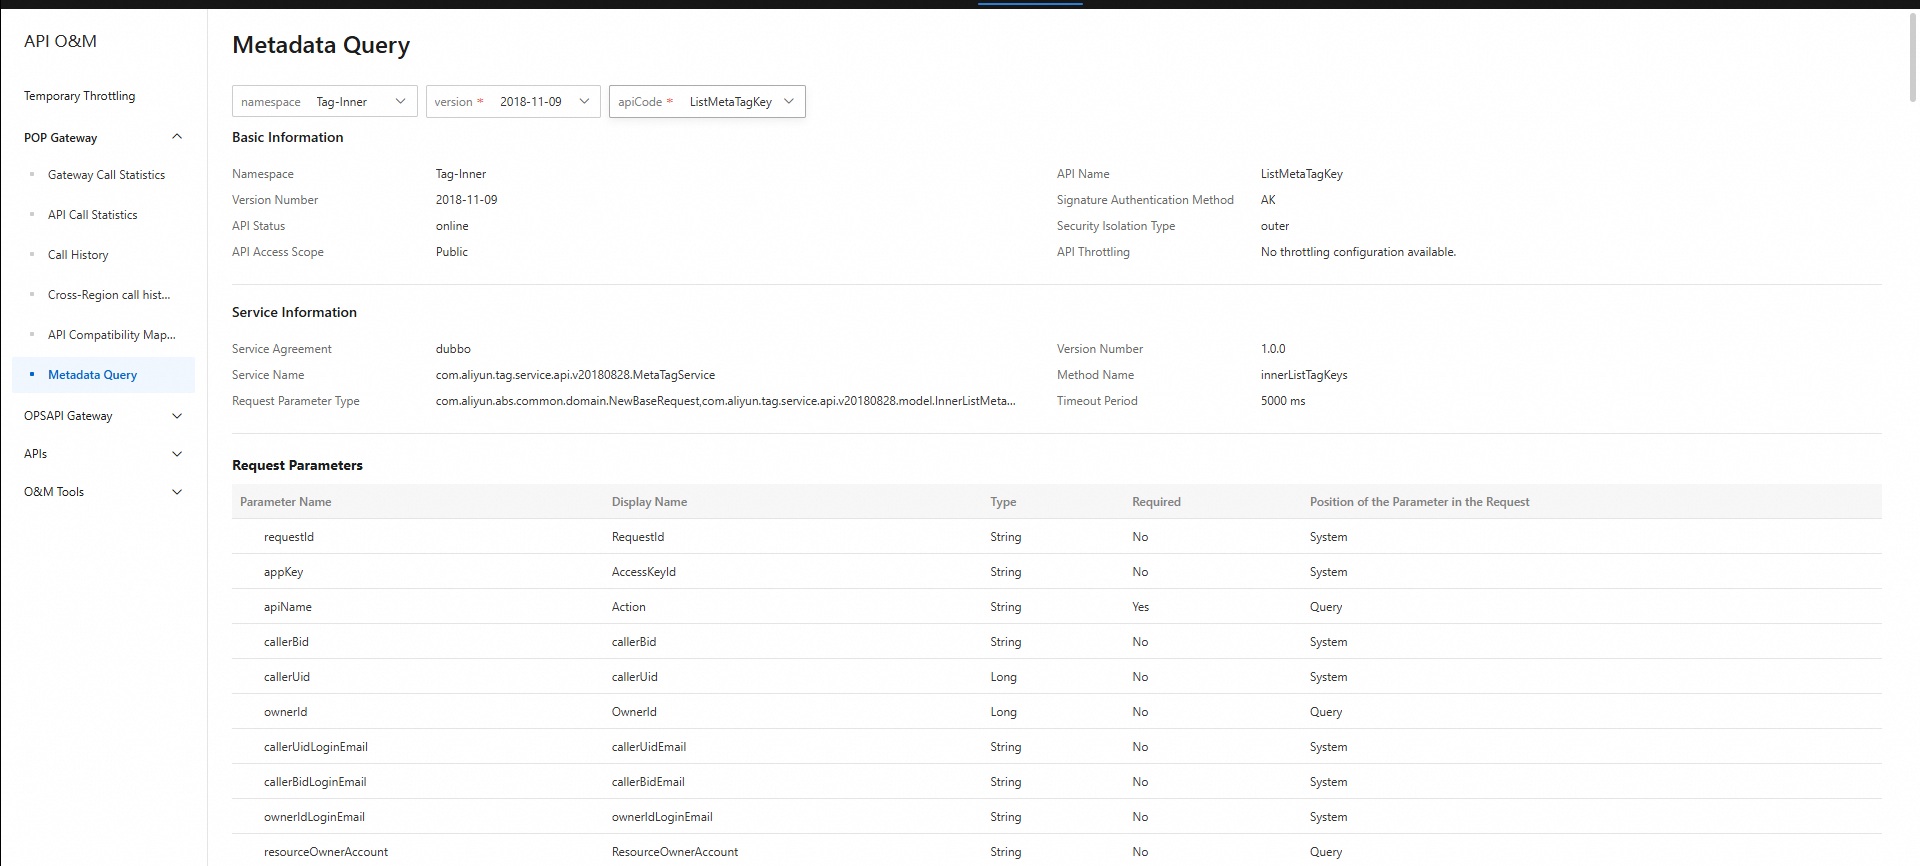 API O&M
Temporary Throttling
POP Gateway
Gateway Call Statistics
API Call Statistics
Call History
Cross-Region call hist...
API Compatibility Map...
Metadata Query
OPSAPI Gateway
APIs
O&M Tools
Metadata Query
namespace Tag-Inner version * 2018-11-09 apiCode * ListMetaTagKey
Basic Information
Namespace Tag-Inner API Name ListMetaTagKey
Version Number 2018-11-09 Signature Authentication Method AK
API Status online Security Isolation Type outer
API Access Scope Public API Throttling No throttling configuration available.
Service Information
Service Agreement dubbo Version Number 1.0.0
Service Name com.aliyun.tag.service.api.v20180828.MetaTagService Method Name innerListTagKeys
Request Parameter Type com.aliyun.abs.common.domain.NewBaseRequest,com.aliyun.tag.service.api.v20180828.model.InnerListMeta... Timeout Period 5000 ms
Request Parameters
Parameter Name Display Name Type Required Position of the Parameter in the Request
requestId RequestId String No System
appKey AccessKeyId String No System
apiName Action String Yes Query
callerBid callerBid String No System
callerUid callerUid Long No System
ownerId OwnerId Long No Query
callerUidLoginEmail callerUidEmail String No System
callerBidLoginEmail callerBidEmail String No System
ownerIdLoginEmail ownerIdLoginEmail String No System
resourceOwnerAccount ResourceOwnerAccount String No Query